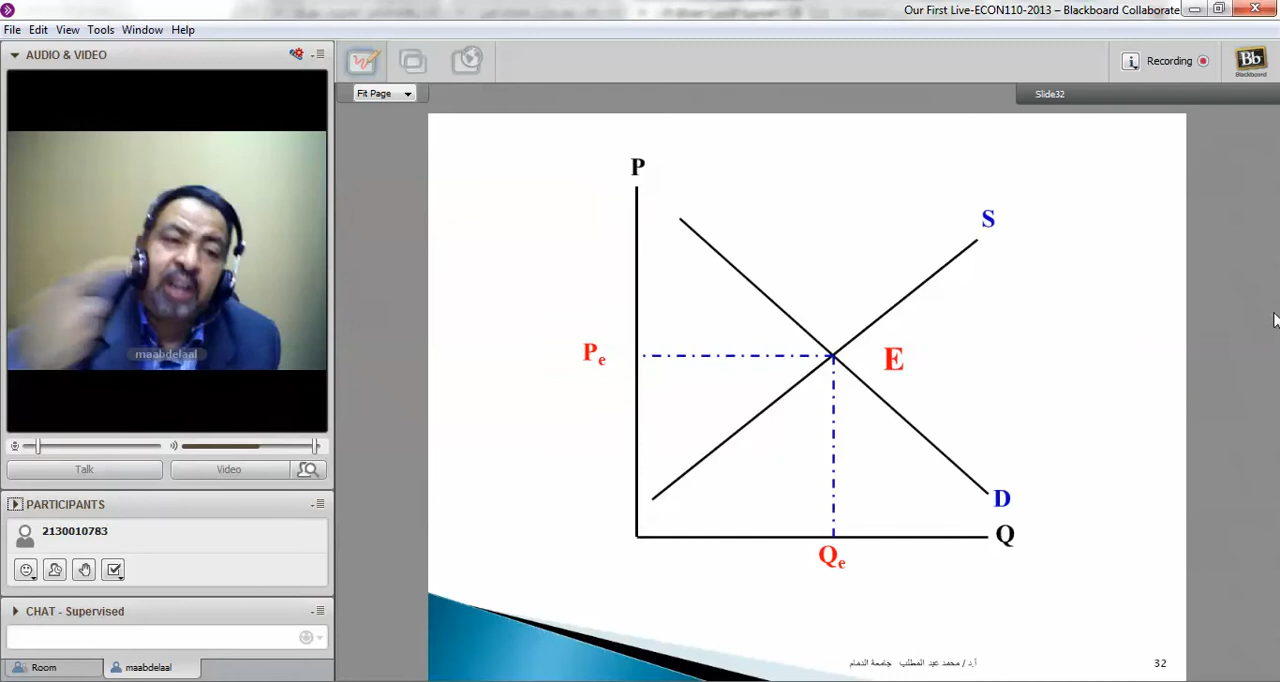 Our First Live-ECON110-2013 – Blackboard Collaborate
File Edit View Tools Window Help
AUDIO & VIDEO
Recording
Bb
Blackboard
Fit Page
Slide32
P
S
Pe
E
D
Q
Qe
maabdelaal
Talk
Video
PARTICIPANTS
2130010783
CHAT - Supervised
Room
maabdelaal
أ.د / محمد عبد المطلب جامعة الدمام
32